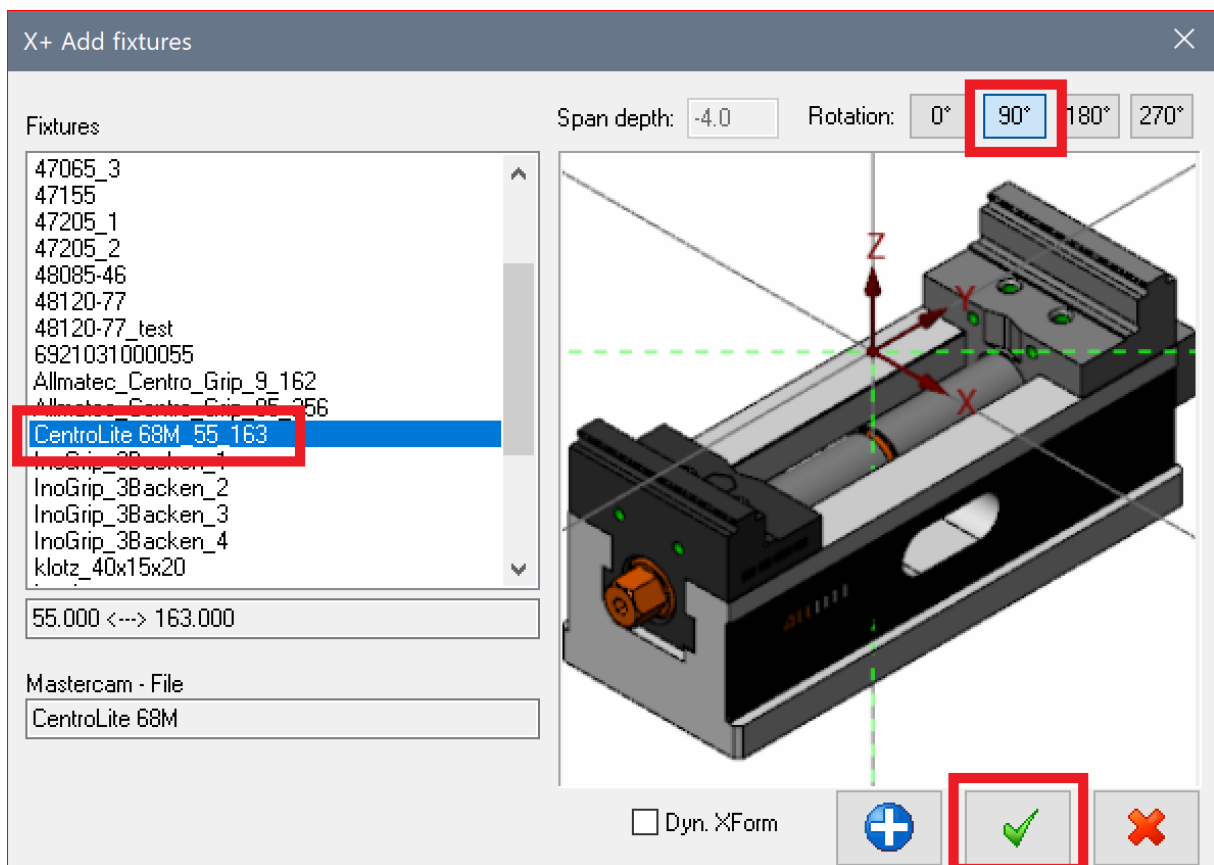 X+ Add fixtures
Fixtures
Span depth: -4.0 Rotation: 0° 90° 180° 270°
47065_3
47155
47205_1
47205_2
48085-46
48120-77
48120-77_test
6921031000055
Allmatec_Centro_Grip_9_162
Allmatec_Centro_Grip_95_356
CentroLite 68M_55_163
InoGrip_3Backen_1
InoGrip_3Backen_2
InoGrip_3Backen_3
InoGrip_3Backen_4
klotz_40x15x20
55.000 <---> 163.000
Mastercam - File
CentroLite 68M
Z
Y
X
Dyn. XForm